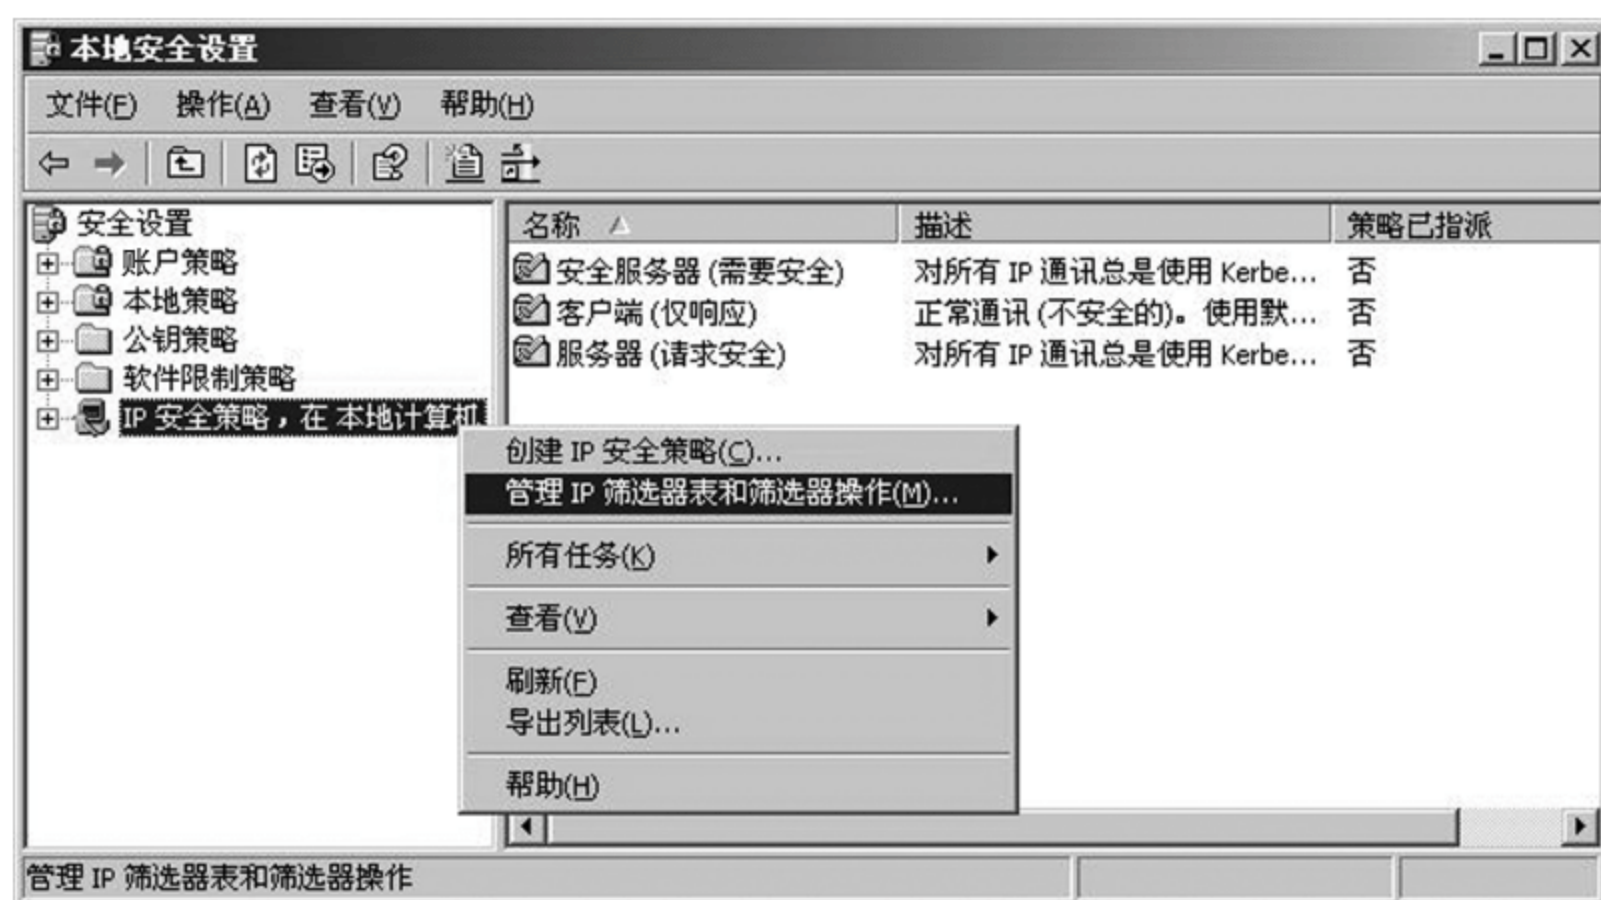 本地安全设置
文件(F) 操作(A) 查看(V) 帮助(H)
安全设置
账户策略
本地策略
公钥策略
软件限制策略
IP 安全策略，在 本地计算机
名称 描述 策略已指派
安全服务器 (需要安全) 对所有 IP 通讯总是使用 Kerbe... 否
客户端 (仅响应) 正常通讯 (不安全的)。使用默... 否
服务器 (请求安全) 对所有 IP 通讯总是使用 Kerbe... 否
创建 IP 安全策略(C)...
管理 IP 筛选器表和筛选器操作(M)...
所有任务(K)
查看(V)
刷新(F)
导出列表(L)...
帮助(H)
管理 IP 筛选器表和筛选器操作